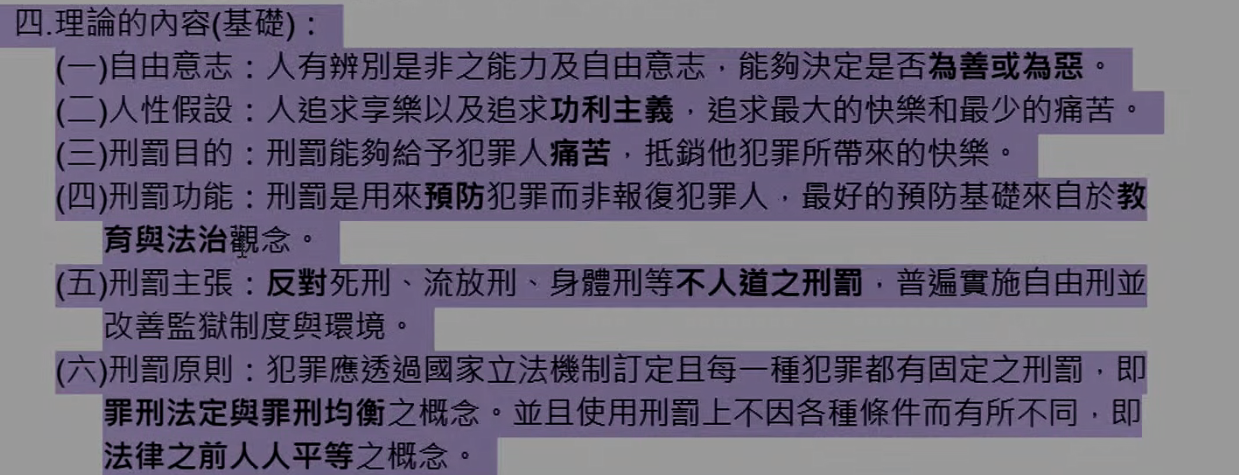 四.理論的內容(基礎)：
(一)自由意志：人有辨別是非之能力及自由意志，能夠決定是否為善或為惡。
(二)人性假設：人追求享樂以及追求功利主義，追求最大的快樂和最少的痛苦。
(三)刑罰目的：刑罰能夠給予犯罪人痛苦，抵銷他犯罪所帶來的快樂。
(四)刑罰功能：刑罰是用來預防犯罪而非報復犯罪人，最好的預防基礎來自於教
育與法治觀念。
(五)刑罰主張：反對死刑、流放刑、身體刑等不人道之刑罰，普遍實施自由刑並
改善監獄制度與環境。
(六)刑罰原則：犯罪應透過國家立法機制訂定且每一種犯罪都有固定之刑罰，即
罪刑法定與罪刑均衡之概念。並且使用刑罰上不因各種條件而有所不同，即
法律之前人人平等之概念。